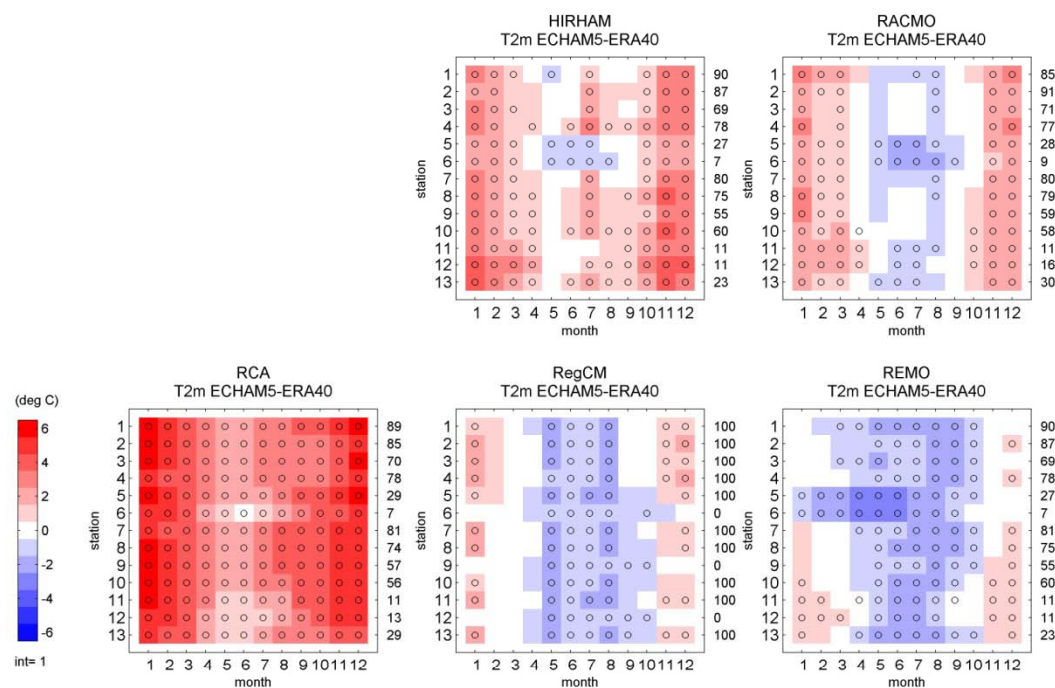 HIRHAM
T2m ECHAM5-ERA40
RACMO
T2m ECHAM5-ERA40
station
1 90
2 87
3 69
4 78
5 27
6 7
7 80
8 75
9 55
10 60
11 11
12 11
13 23
1 2 3 4 5 6 7 8 9 10 11 12
month
station
1 85
2 91
3 71
4 77
5 28
6 9
7 80
8 79
9 59
10 58
11 11
12 16
13 30
1 2 3 4 5 6 7 8 9 10 11 12
month
(deg C)
6
4
2
0
-2
-4
-6
int= 1
RCA
T2m ECHAM5-ERA40
station
1 89
2 85
3 70
4 78
5 29
6 7
7 81
8 74
9 57
10 56
11 11
12 13
13 29
1 2 3 4 5 6 7 8 9 10 11 12
month
RegCM
T2m ECHAM5-ERA40
station
1 100
2 100
3 100
4 100
5 100
6 0
7 100
8 100
9 0
10 100
11 100
12 0
13 100
1 2 3 4 5 6 7 8 9 10 11 12
month
REMO
T2m ECHAM5-ERA40
station
1 90
2 87
3 69
4 78
5 27
6 7
7 81
8 75
9 55
10 60
11 11
12 11
13 23
1 2 3 4 5 6 7 8 9 10 11 12
month